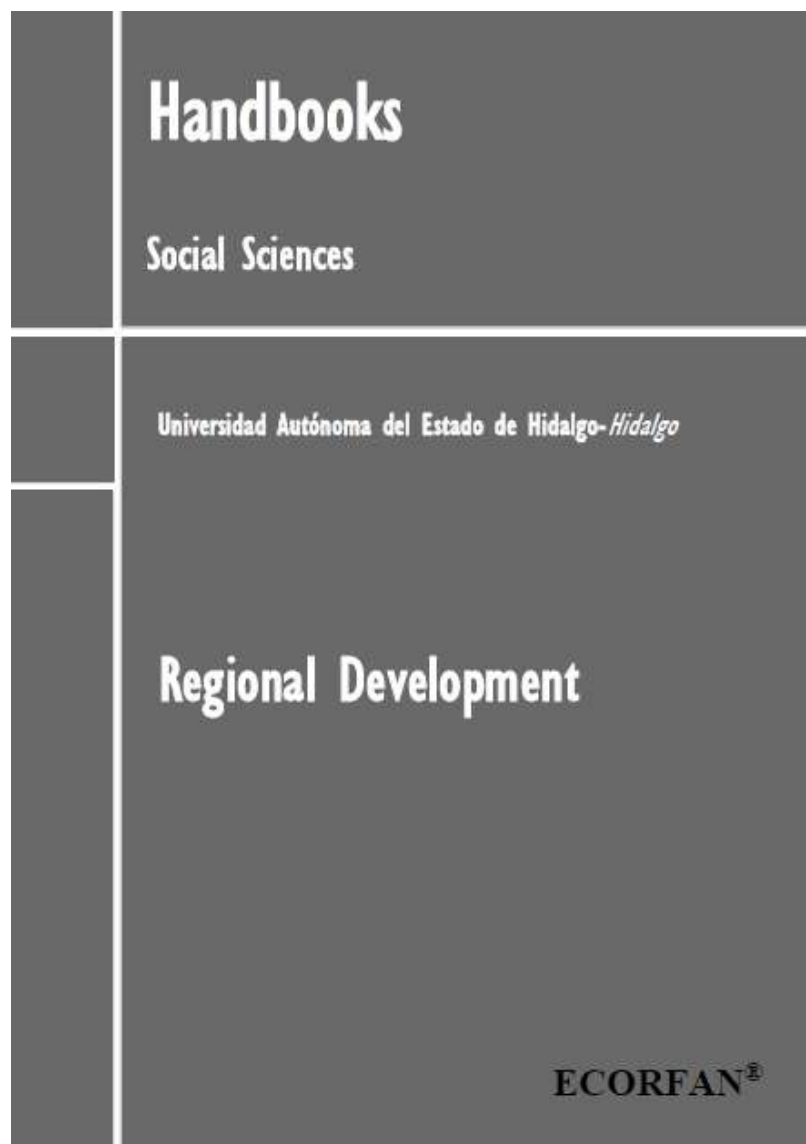 Handbooks
Social Sciences
Universidad Autónoma del Estado de Hidalgo-Hidalgo
Regional Development
ECORFAN®